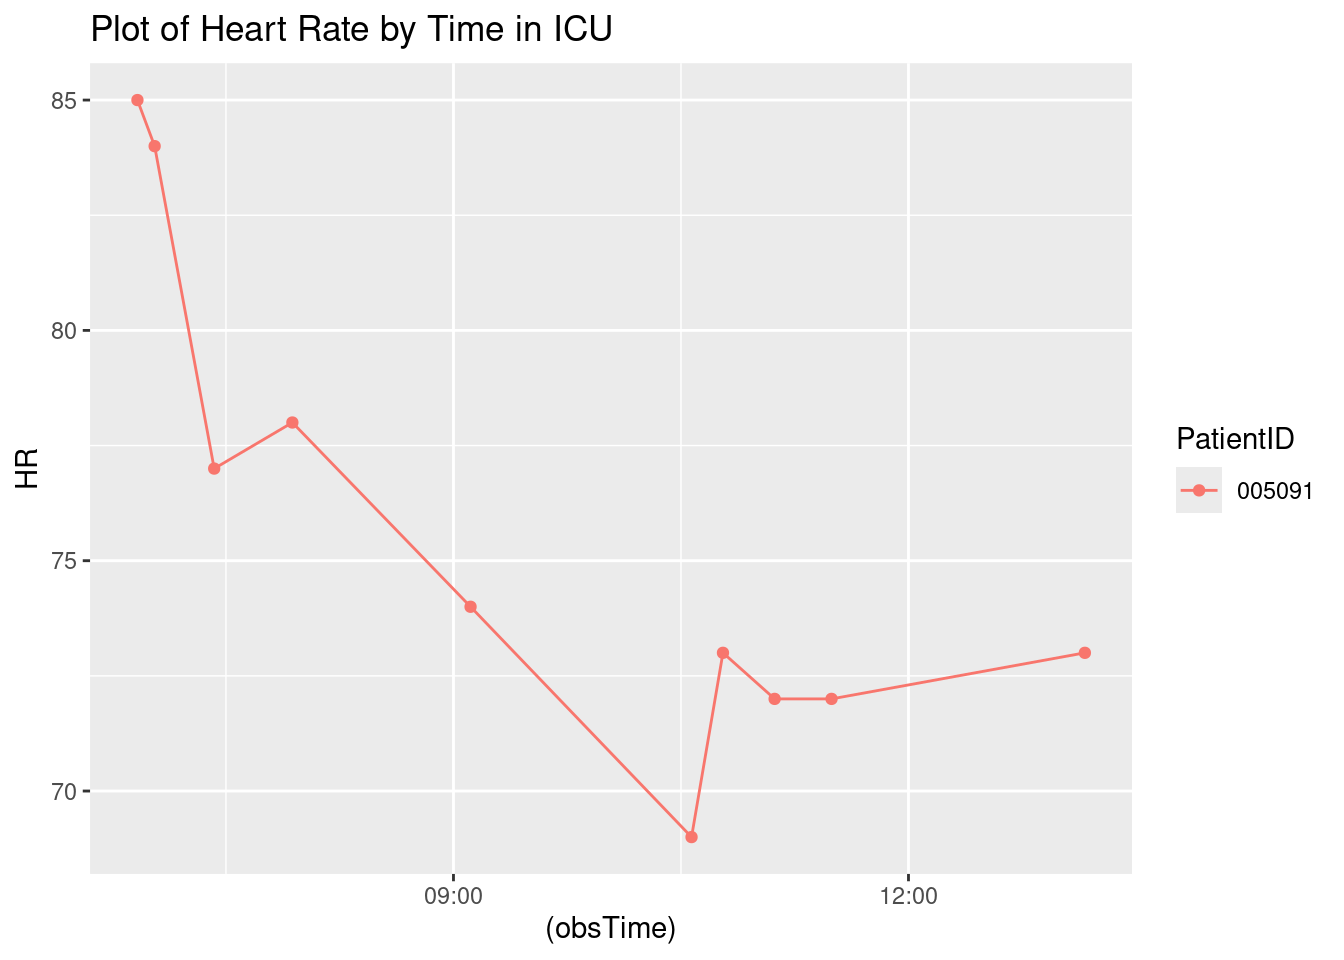 Plot of Heart Rate by Time in ICU
85
80
75
70
HR
09:00
12:00
(obsTime)
PatientID
005091